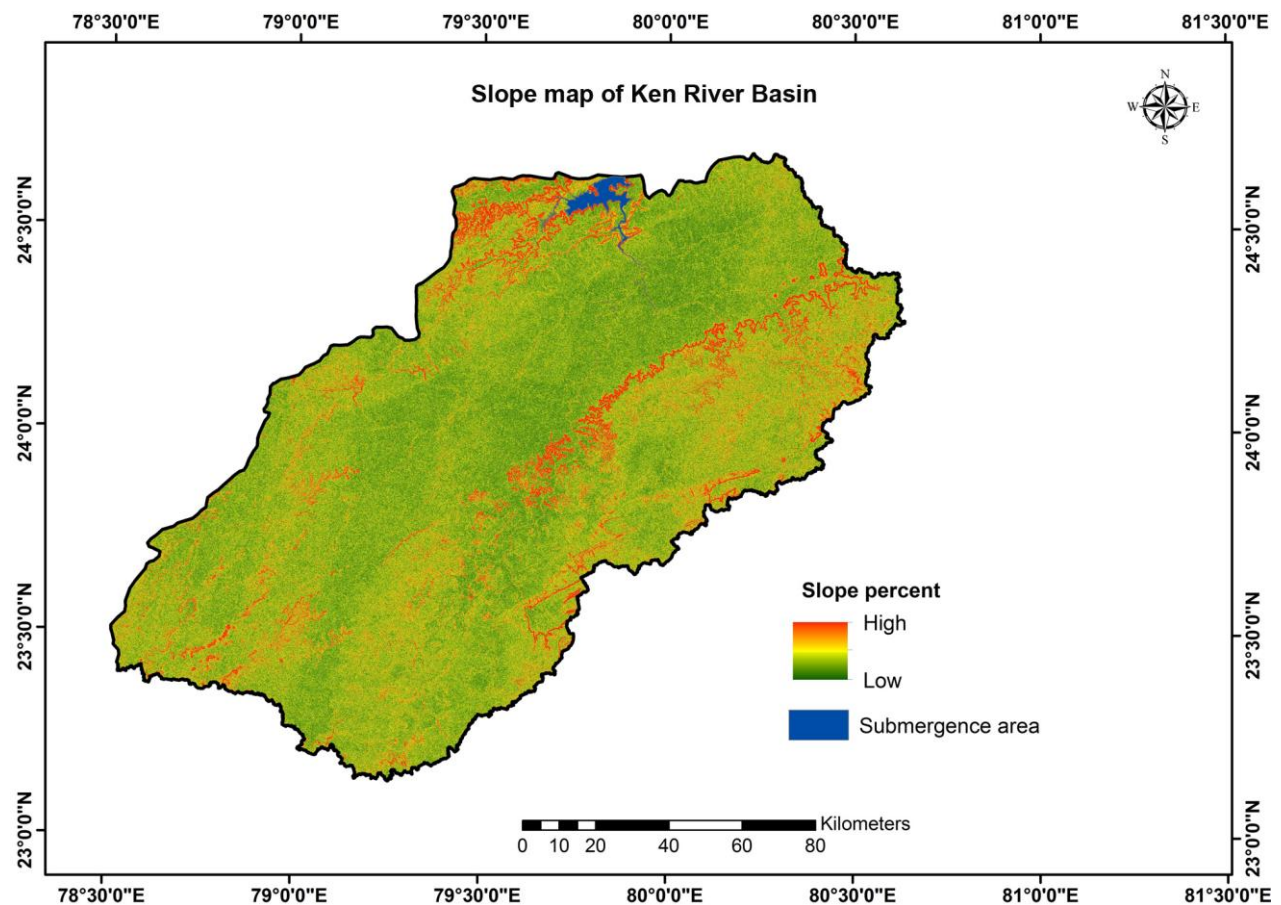 78°30'0"E 79°0'0"E 79°30'0"E 80°0'0"E 80°30'0"E 81°0'0"E 81°30'0"E
Slope map of Ken River Basin
N
W E
S
24°30'0"N 24°30'0"N
24°0'0"N 24°0'0"N
Slope percent
High
Low
23°30'0"N 23°30'0"N
Submergence area
Kilometers
0 10 20 40 60 80
23°0'0"N 23°0'0"N
78°30'0"E 79°0'0"E 79°30'0"E 80°0'0"E 80°30'0"E 81°0'0"E 81°30'0"E